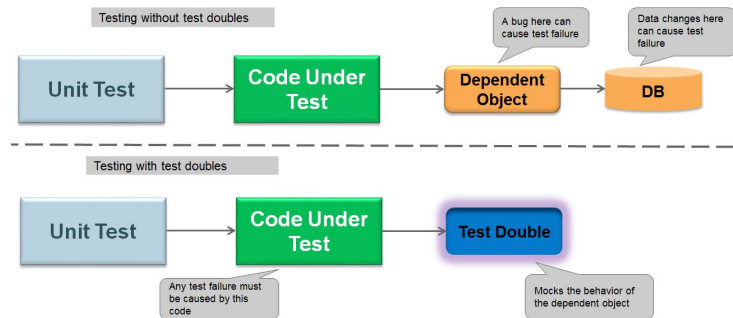 Testing without test doubles
A bug here can
cause test failure
Data changes here
can cause test
failure
Unit Test
Code Under
Test
Dependent
Object
DB
Testing with test doubles
Unit Test
Code Under
Test
Test Double
Any test failure must
be caused by this
code
Mocks the behavior of
the dependent object